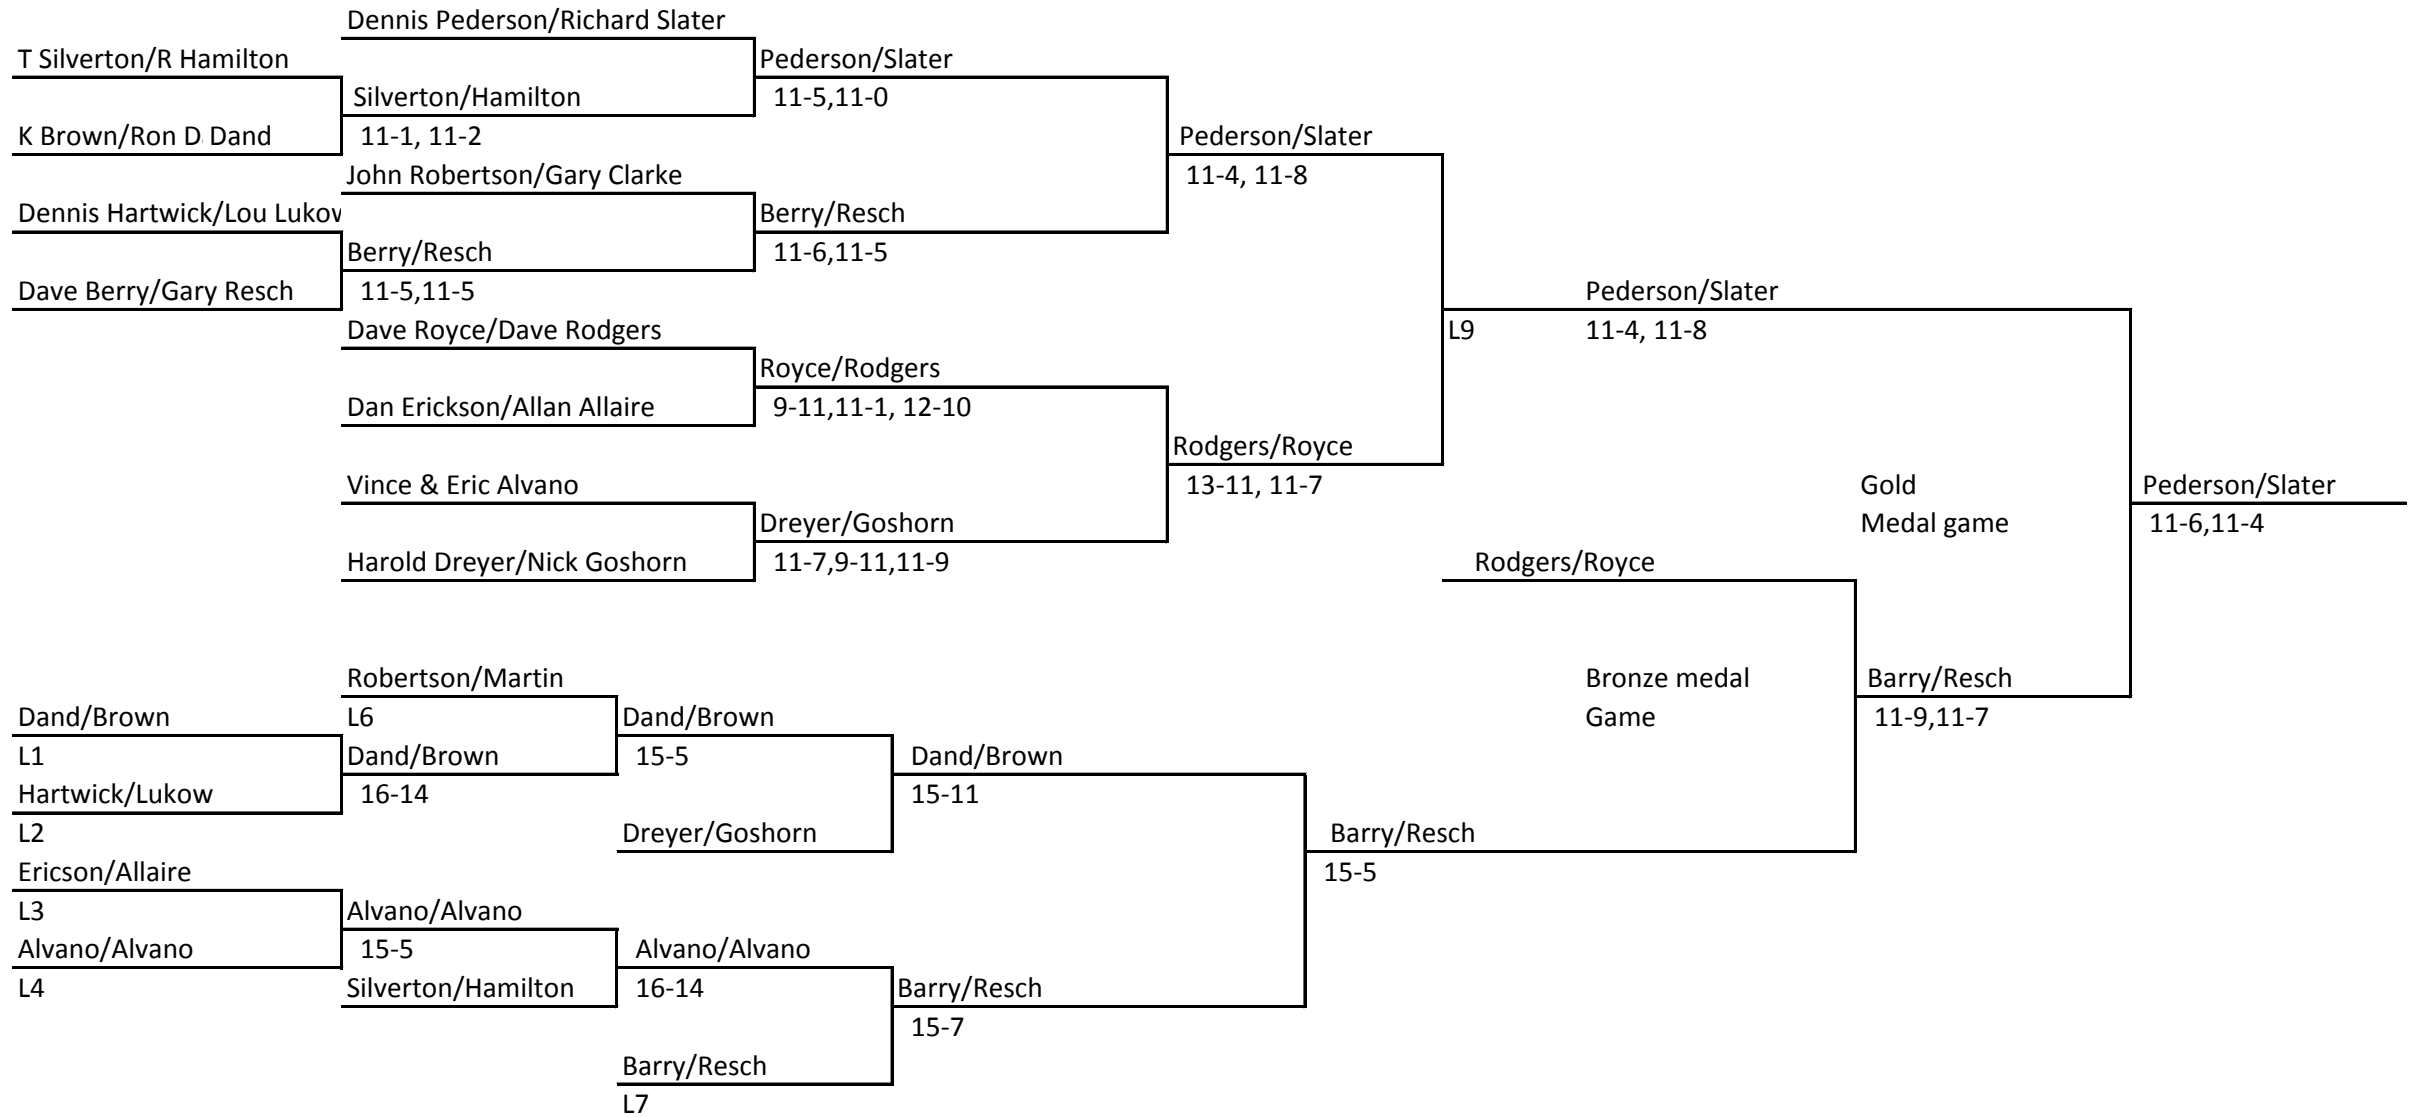 Dennis Pederson/Richard Slater
T Silverton/R Hamilton
Pederson/Slater
Silverton/Hamilton
11-5,11-0
K Brown/Ron D Dand
11-1, 11-2
Pederson/Slater
John Robertson/Gary Clarke
11-4, 11-8
Dennis Hartwick/Lou Lukow
Berry/Resch
Berry/Resch
11-6,11-5
Dave Berry/Gary Resch
11-5,11-5
Pederson/Slater
Dave Royce/Dave Rodgers
L9
11-4, 11-8
Royce/Rodgers
Dan Erickson/Allan Allaire
9-11,11-1, 12-10
Rodgers/Royce
Vince & Eric Alvano
13-11, 11-7
Gold
Pederson/Slater
Dreyer/Goshorn
Medal game
11-6,11-4
Harold Dreyer/Nick Goshorn
11-7,9-11,11-9
Rodgers/Royce
Robertson/Martin
Bronze medal
Barry/Resch
Dand/Brown
L6
Dand/Brown
Game
11-9,11-7
L1
Dand/Brown
15-5
Dand/Brown
Hartwick/Lukow
16-14
15-11
L2
Dreyer/Goshorn
Barry/Resch
Ericson/Allaire
15-5
L3
Alvano/Alvano
Alvano/Alvano
15-5
Alvano/Alvano
L4
Silverton/Hamilton
16-14
Barry/Resch
15-7
Barry/Resch
L7